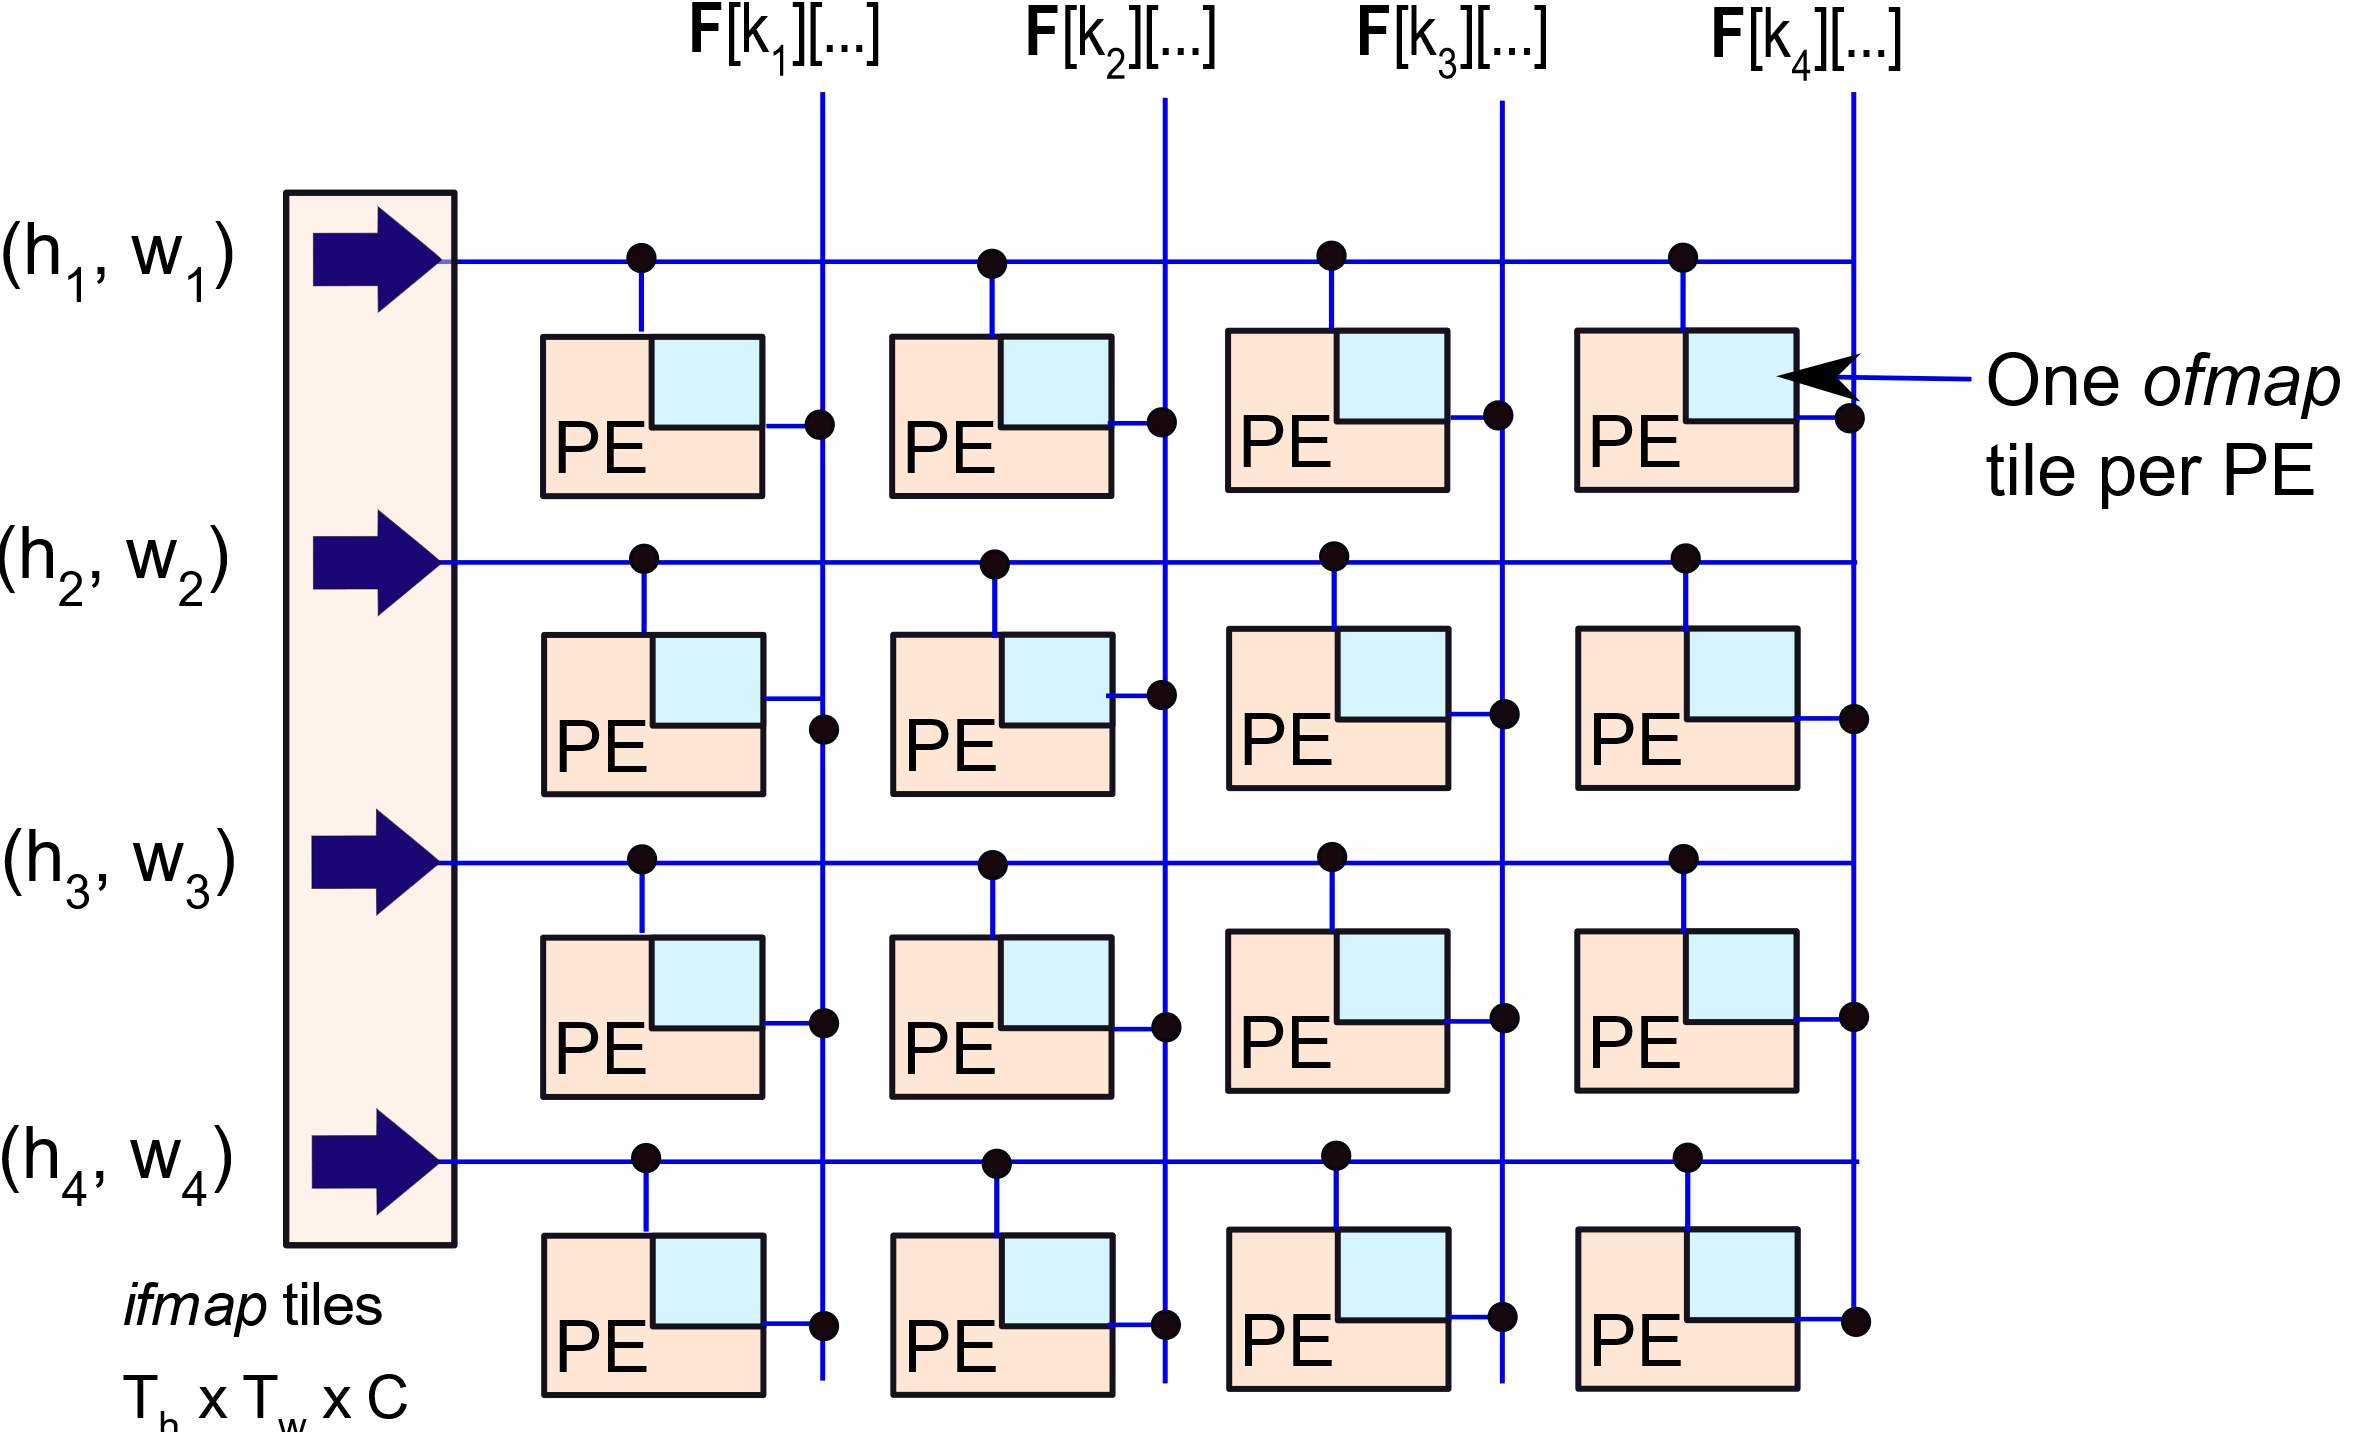 F[k₁][...] F[k₂][...] F[k₃][...] F[k₄][...]
(h₁, w₁)
PE PE PE PE
One ofmap
tile per PE
(h₂, w₂)
PE PE PE PE
(h₃, w₃)
PE PE PE PE
(h₄, w₄)
PE PE PE PE
ifmap tiles
Tₕ x T_w x C